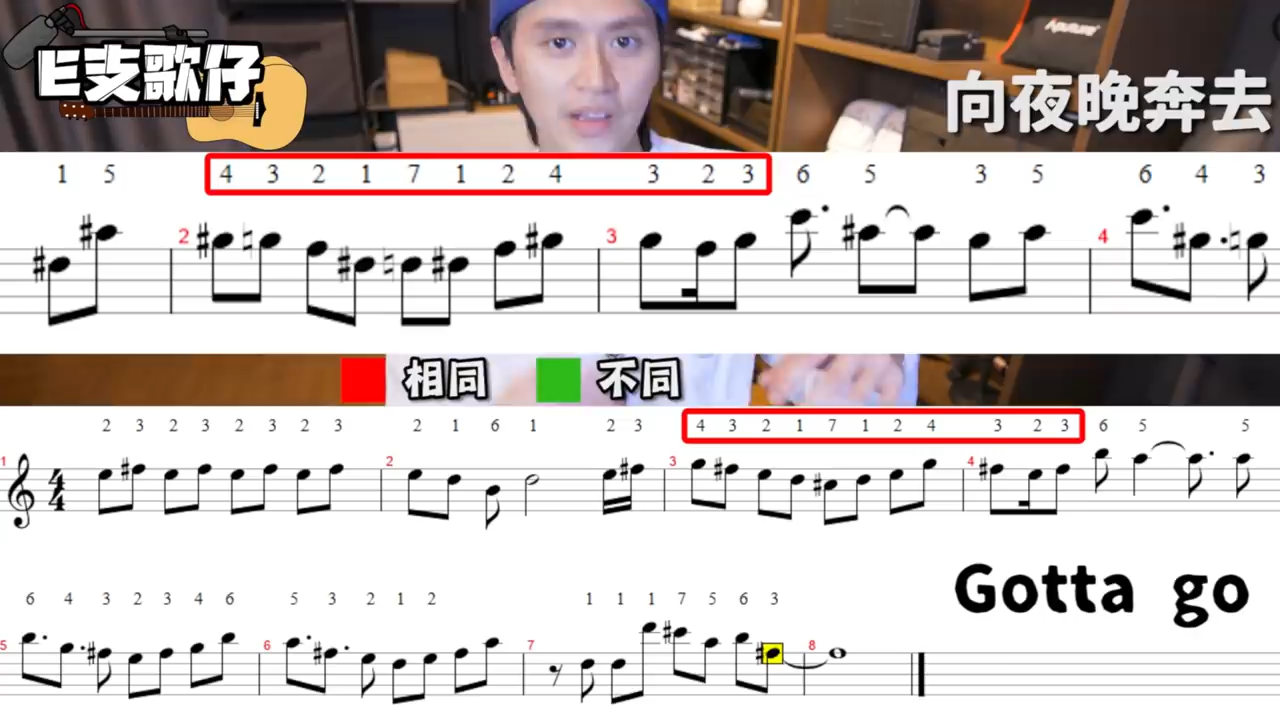 E支歌仔
Aputure
向夜晚奔去
1 5 4 3 2 1 7 1 2 4 3 2 3 6 5 3 5 6 4 3
2 3 4
相同 不同
2 3 2 3 2 3 2 3 2 1 6 1 2 3 4 3 2 1 7 1 2 4 3 2 3 6 5 5
1 4 4 2 3 4
Gotta go
6 4 3 2 3 4 6 5 3 2 1 2 1 1 1 7 5 6 3
5 6 7 8